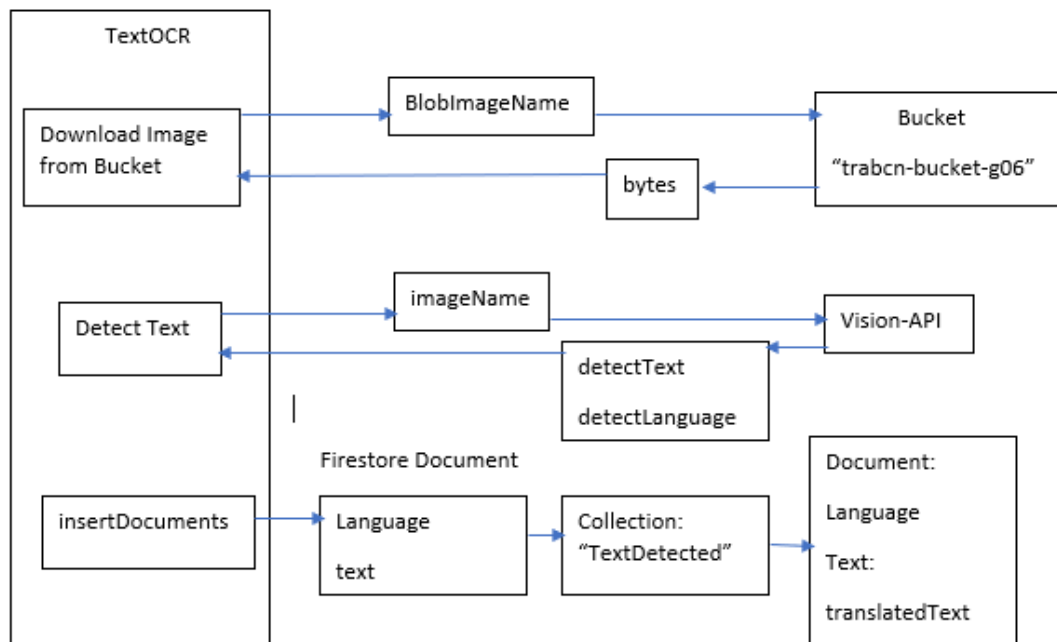 TextOCR
BlobImageName
Bucket
Download Image
from Bucket
“trabcn-bucket-g06”
bytes
imageName
Detect Text
Vision-API
detectText
detectLanguage
Firestore Document
Document:
insertDocuments
Language
text
Collection:
“TextDetected”
Language
Text:
translatedText